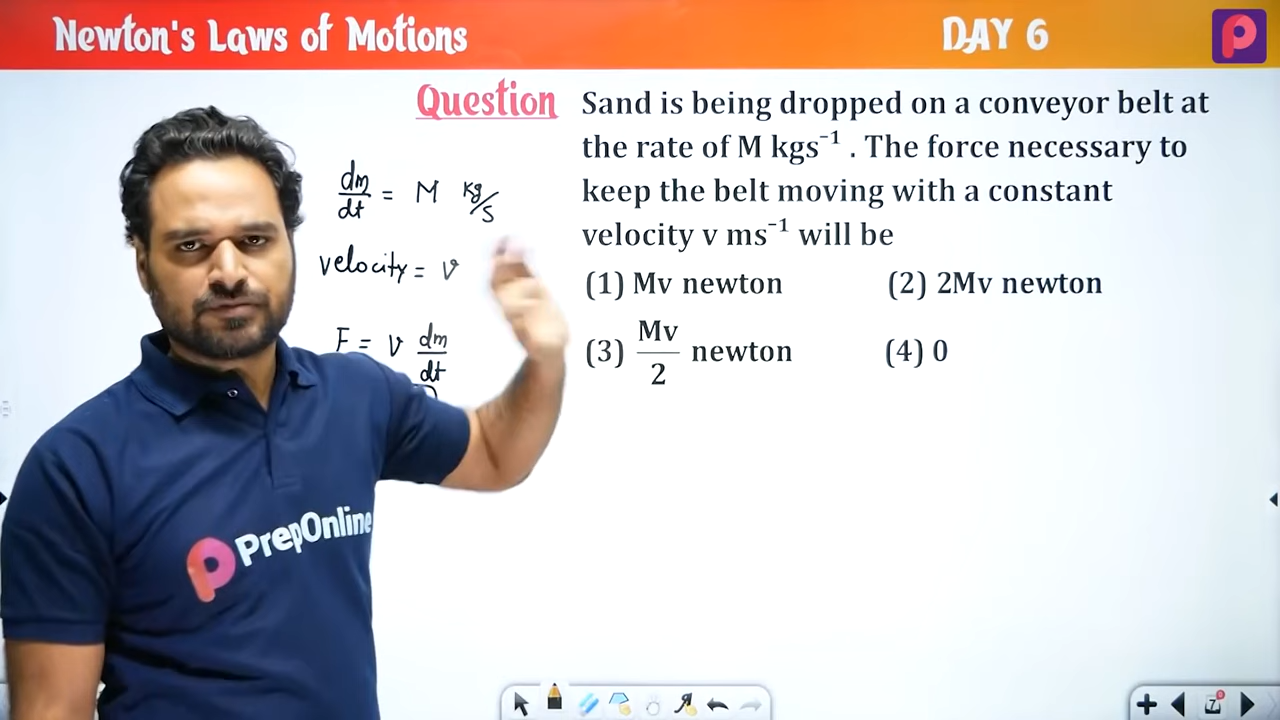 Newton's Laws of Motions
DAY 6
Question
Sand is being dropped on a conveyor belt at
the rate of M kgs⁻¹ . The force necessary to
keep the belt moving with a constant
velocity v ms⁻¹ will be
(1) Mv newton
(2) 2Mv newton
(3) Mv/2 newton
(4) 0
dm/dt = M kg/s
velocity = v
F = v dm/dt
PrepOnline
7